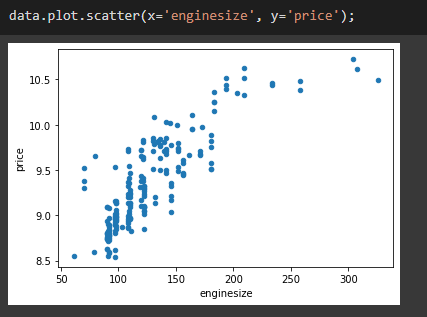 data.plot.scatter(x='enginesize', y='price');
10.5
10.0
9.5
9.0
8.5
price
50 100 150 200 250 300
enginesize